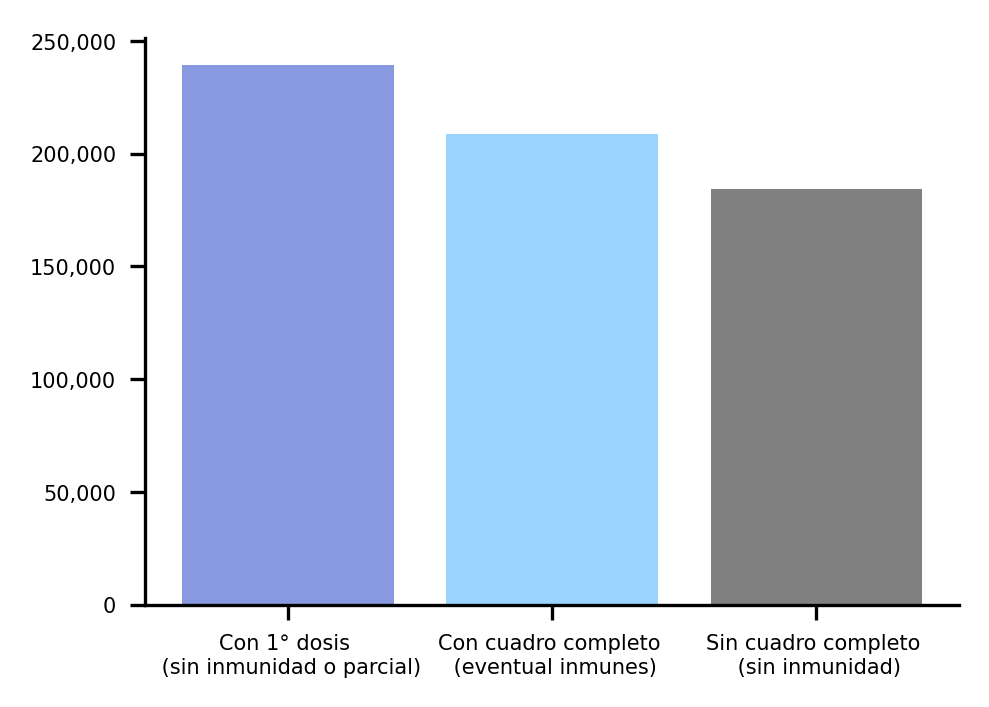 250,000
200,000
150,000
100,000
50,000
0
Con 1° dosis
(sin inmunidad o parcial)
Con cuadro completo
(eventual inmunes)
Sin cuadro completo
(sin inmunidad)